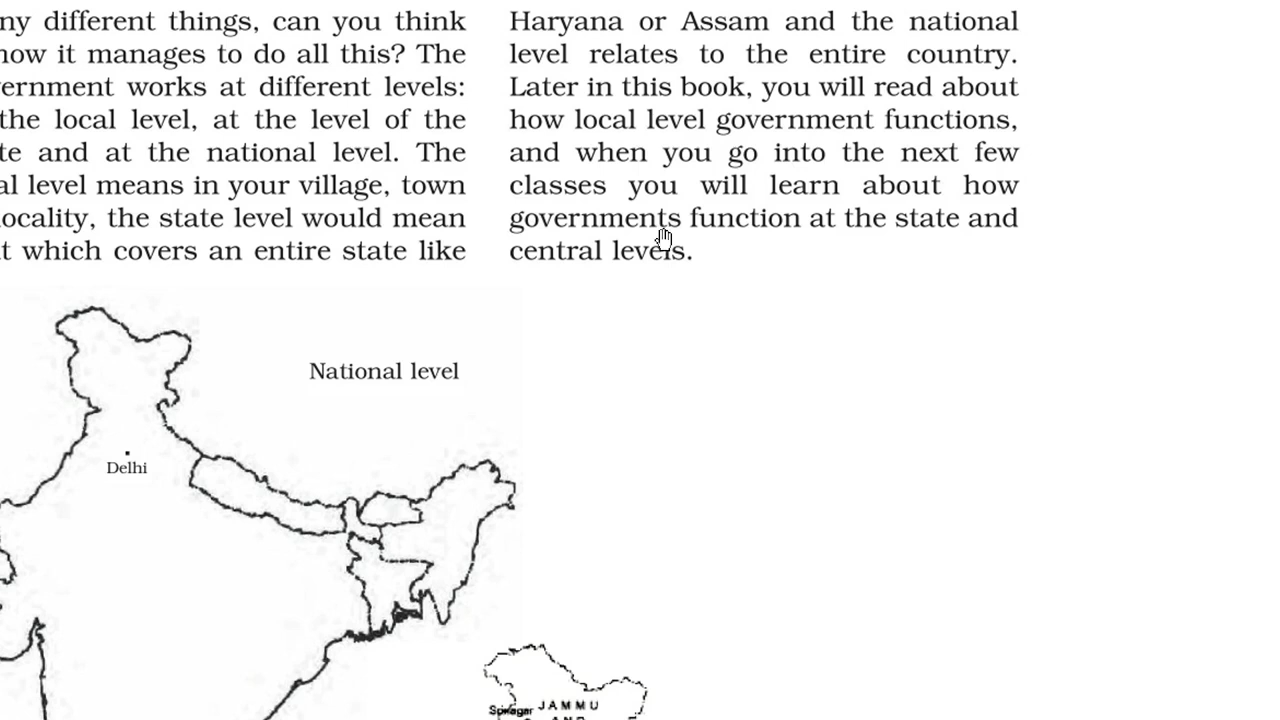 ny different things, can you think
how it manages to do all this? The
ernment works at different levels:
the local level, at the level of the
te and at the national level. The
al level means in your village, town
locality, the state level would mean
t which covers an entire state like
Haryana or Assam and the national
level relates to the entire country.
Later in this book, you will read about
how local level government functions,
and when you go into the next few
classes you will learn about how
governments function at the state and
central levels.
National level
Delhi
Srinagar JAMMU
AND